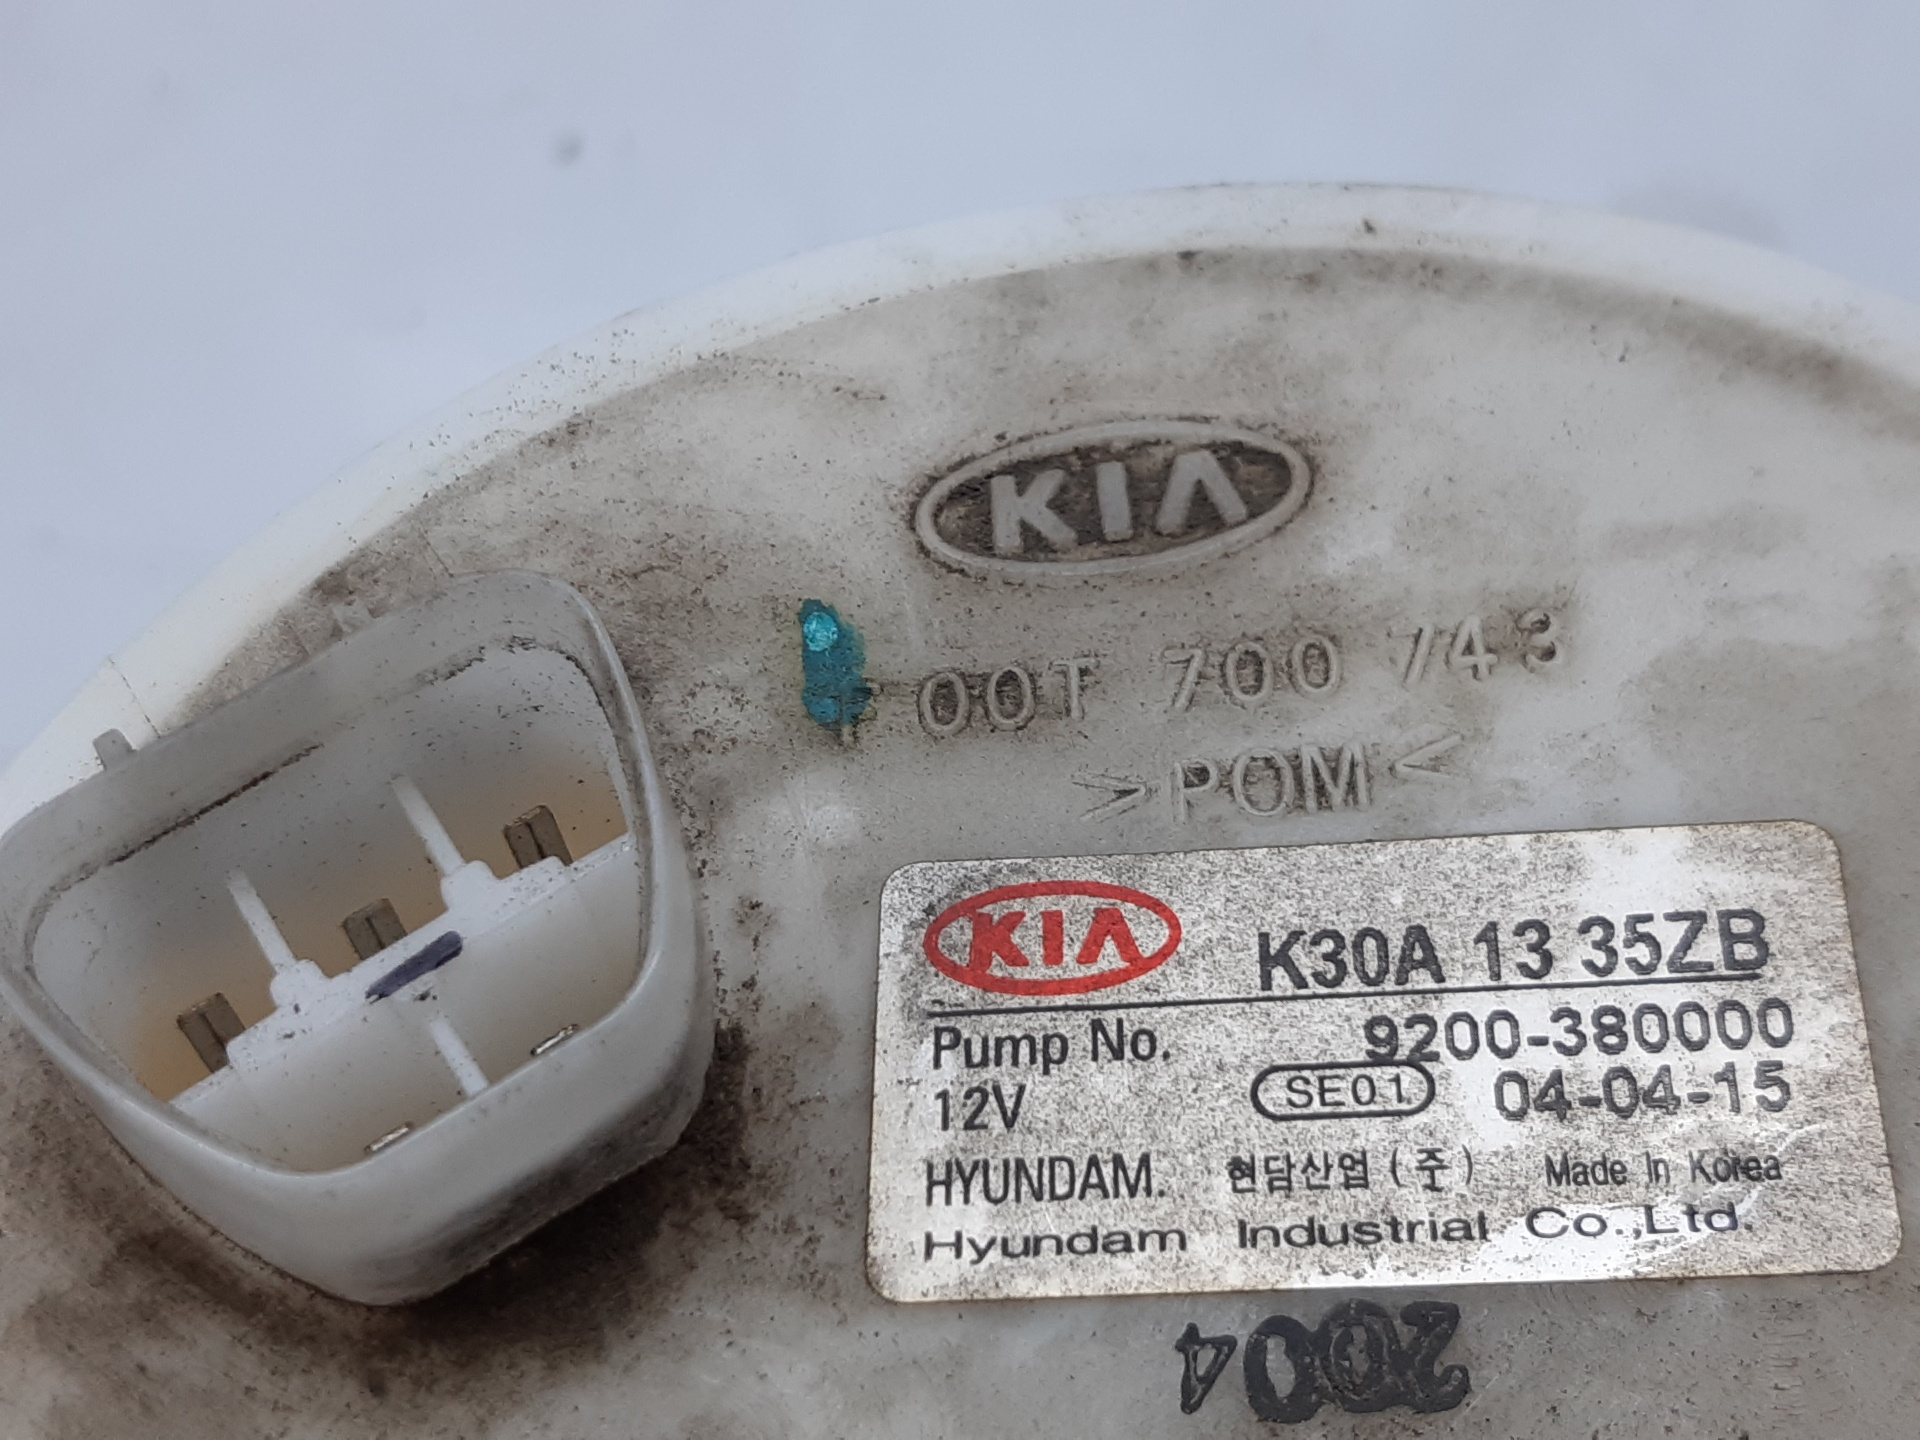 KIA
00T 700 743
>POM<
KIA K30A 13 35ZB
Pump No. 9200-380000
12V SE01 04-04-15
HYUNDAM. 현담산업(주) Made In Korea
Hyundam Industrial Co.,Ltd.
2004